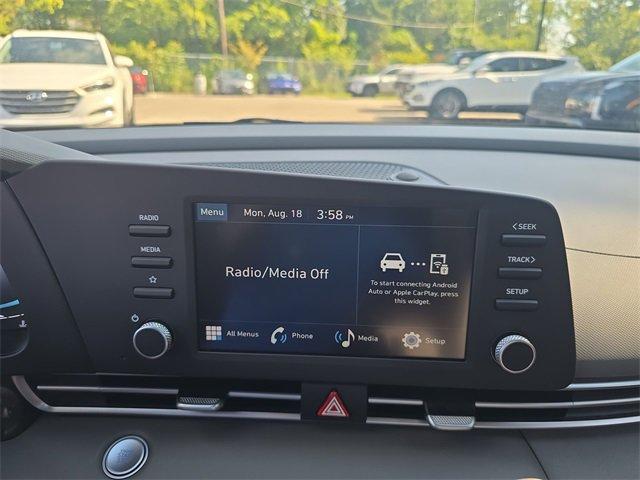 Menu Mon, Aug. 18 3:58 PM
RADIO
MEDIA
Radio/Media Off
To start connecting Android
Auto or Apple CarPlay, press
this widget.
All Menus Phone Media Setup
< SEEK
TRACK >
SETUP